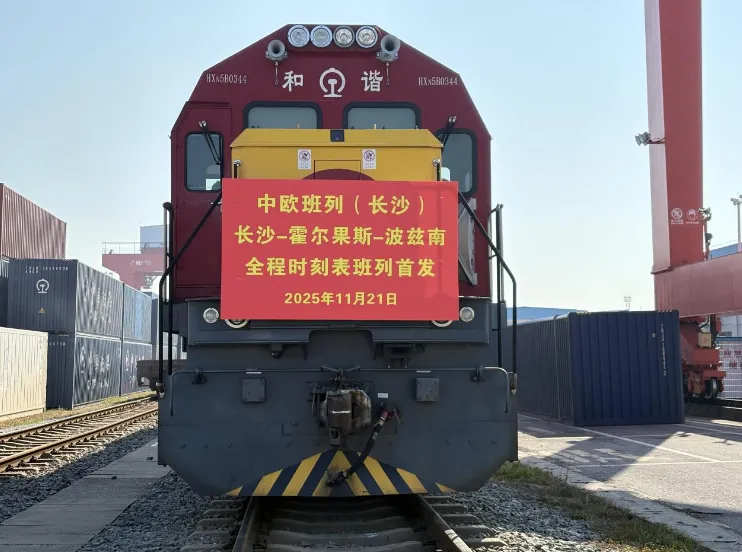 HXN5B0344
和 谐
HXN5B0344
中欧班列（长沙）
长沙-霍尔果斯-波兹南
全程时刻表班列首发
2025年11月21日